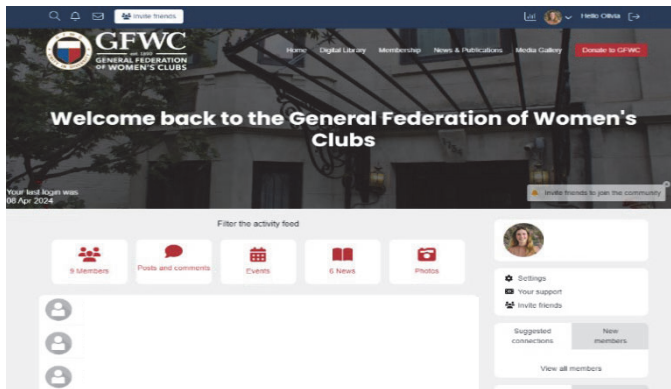 Invite friends
Hello Olivia
GFWC
est. 1890
GENERAL FEDERATION
OF WOMEN'S CLUBS
Home Digital Library Membership News & Publications Media Gallery Donate to GFWC
Welcome back to the General Federation of Women's
Clubs
Your last login was
08 Apr 2024
Invite friends to join the community
Filter the activity feed
9 Members Posts and comments Events 6 News Photos
Settings
Your support
Invite friends
Suggested connections New members
View all members